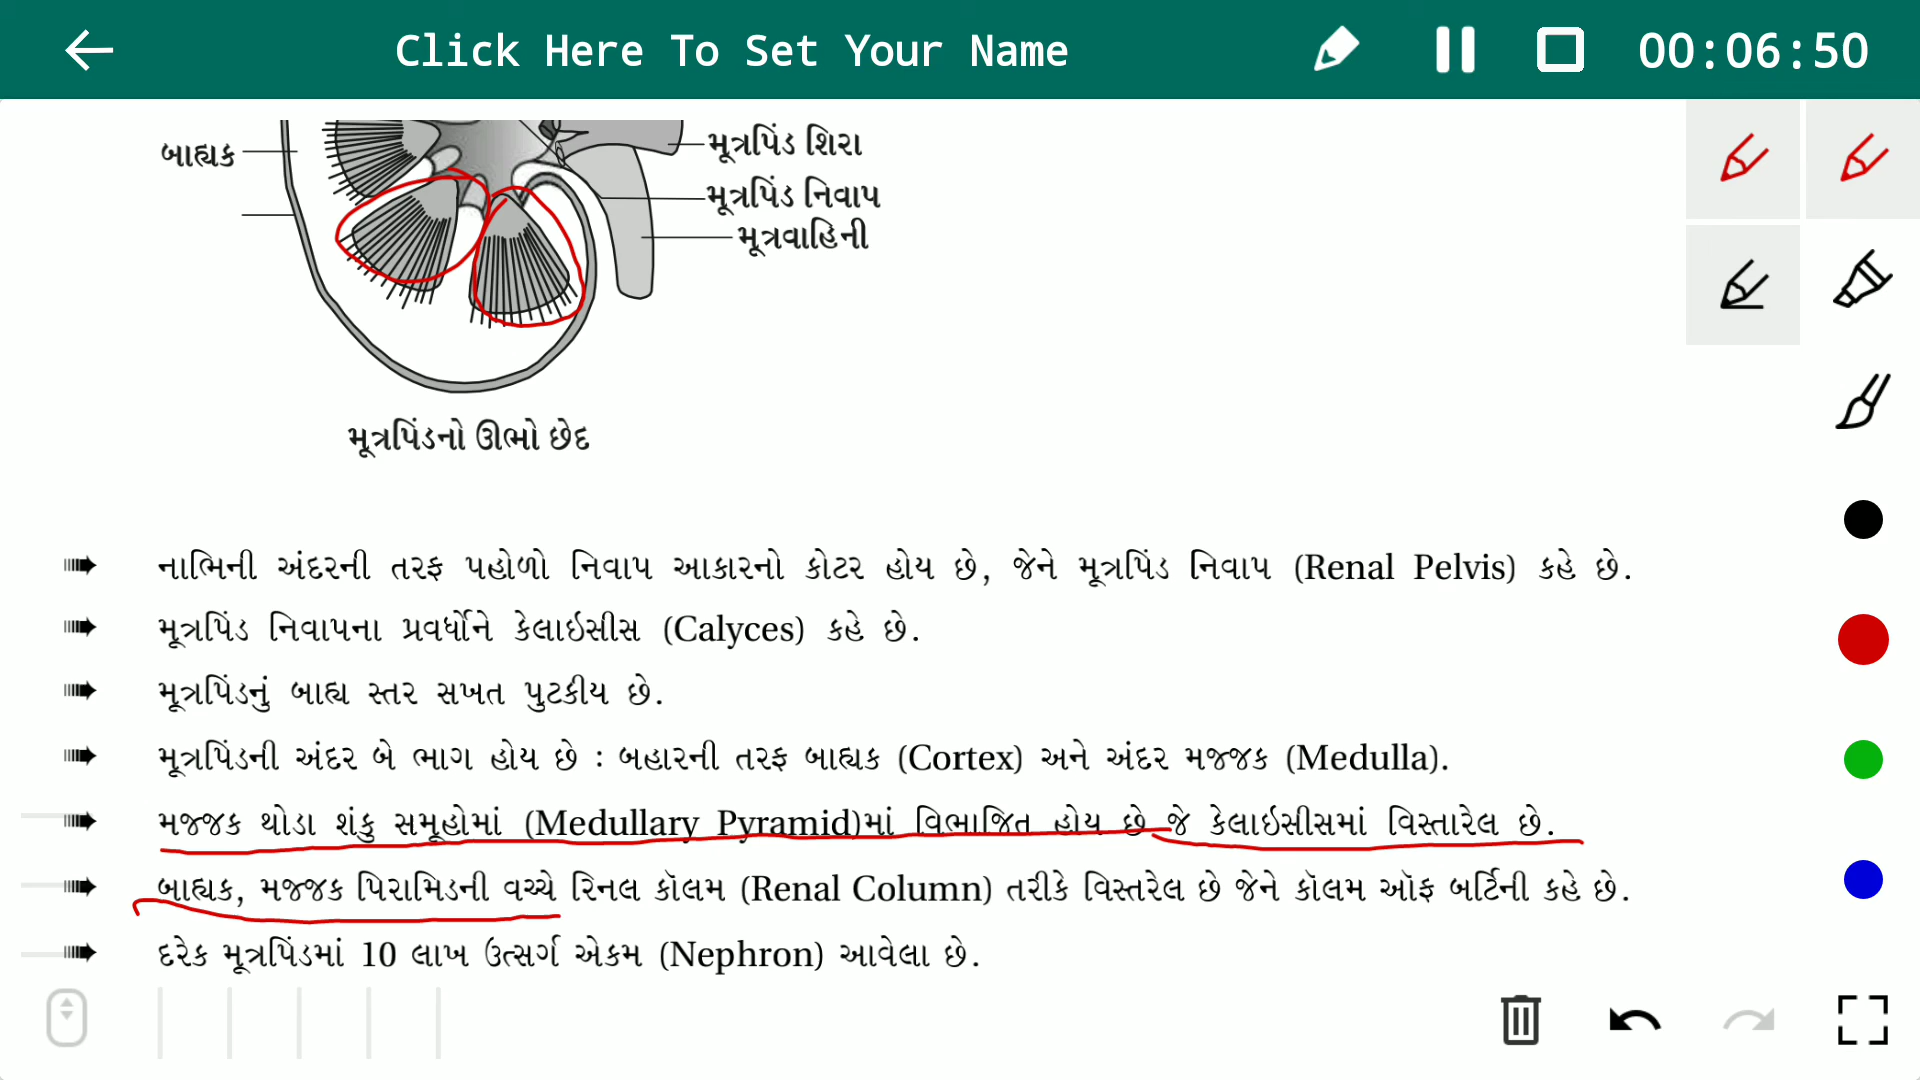 Click Here To Set Your Name
00:06:50
બાહ્યક
મૂત્રપિંડ શિરા
મૂત્રપિંડ નિવાપ
મૂત્રવાહિની
મૂત્રપિંડનો ઊભો છેદ
નાભિની અંદરની તરફ પહોળો નિવાપ આકારનો કોટર હોય છે, જેને મૂત્રપિંડ નિવાપ (Renal Pelvis) કહે છે.
મૂત્રપિંડ નિવાપના પ્રવર્ધોને કેલાઇસીસ (Calyces) કહે છે.
મૂત્રપિંડનું બાહ્ય સ્તર સખત પુટકીય છે.
મૂત્રપિંડની અંદર બે ભાગ હોય છે : બહારની તરફ બાહ્યક (Cortex) અને અંદર મજ્જક (Medulla).
મજ્જક થોડા શંકુ સમૂહોમાં (Medullary Pyramid)માં વિભાજિત હોય છે જે કેલાઇસીસમાં વિસ્તારેલ છે.
બાહ્યક, મજ્જક પિરામિડની વચ્ચે રિનલ કૉલમ (Renal Column) તરીકે વિસ્તરેલ છે જેને કૉલમ ઑફ બર્ટિની કહે છે.
દરેક મૂત્રપિંડમાં 10 લાખ ઉત્સર્ગ એકમ (Nephron) આવેલા છે.